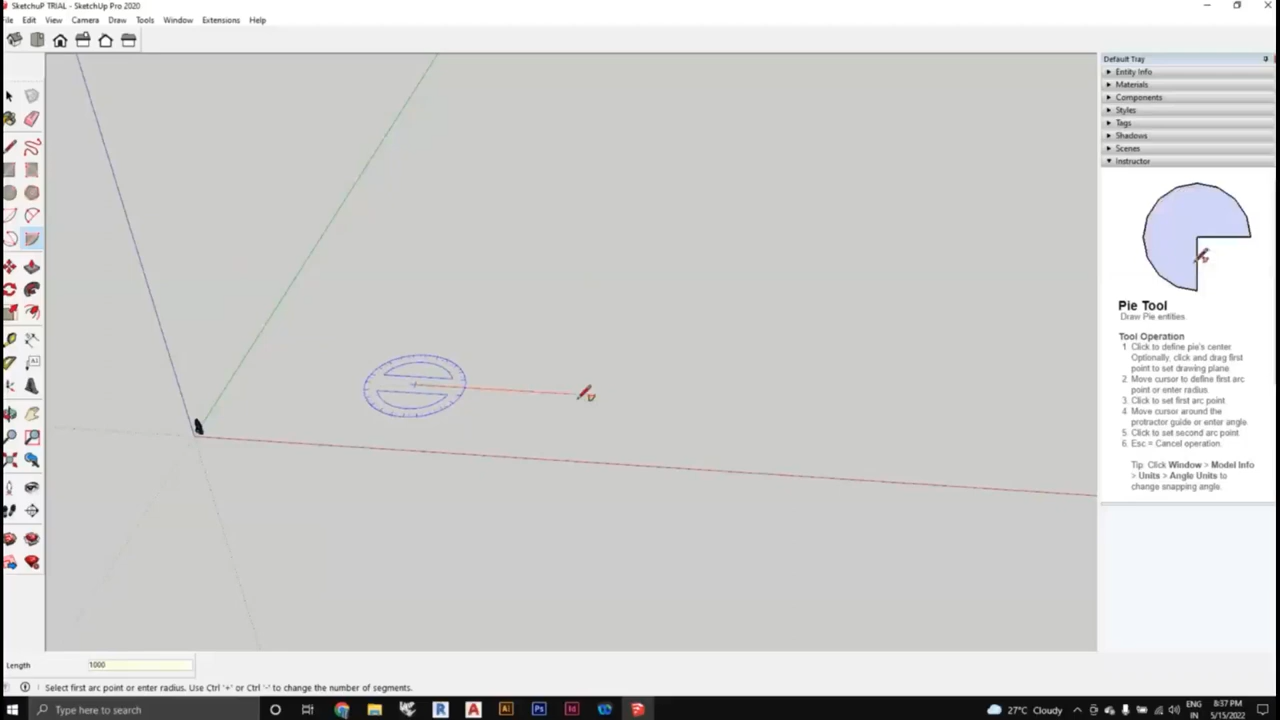 SketchUP TRIAL - SketchUp Pro 2020
File Edit View Camera Draw Tools Window Extensions Help
Default Tray
Entity Info
Materials
Components
Styles
Tags
Shadows
Scenes
Instructor
Pie Tool
Draw Pie entities.
Tool Operation
1 Click to define pie's center.
Optionally, click and drag first
point to set drawing plane
2 Move cursor to define first arc
point or enter radius.
3 Click to set first arc point
4 Move cursor around the
protractor guide or enter angle
5 Click to set second arc point.
6 Esc = Cancel operation.
Tip: Click Window > Model Info
> Units > Angle Units to
change snapping angle.
Length 1000
Select first arc point or enter radius. Use Ctrl '+' or Ctrl '-' to change the number of segments.
Type here to search
27°C Cloudy
ENG
IN
8:37 PM
5/15/2022